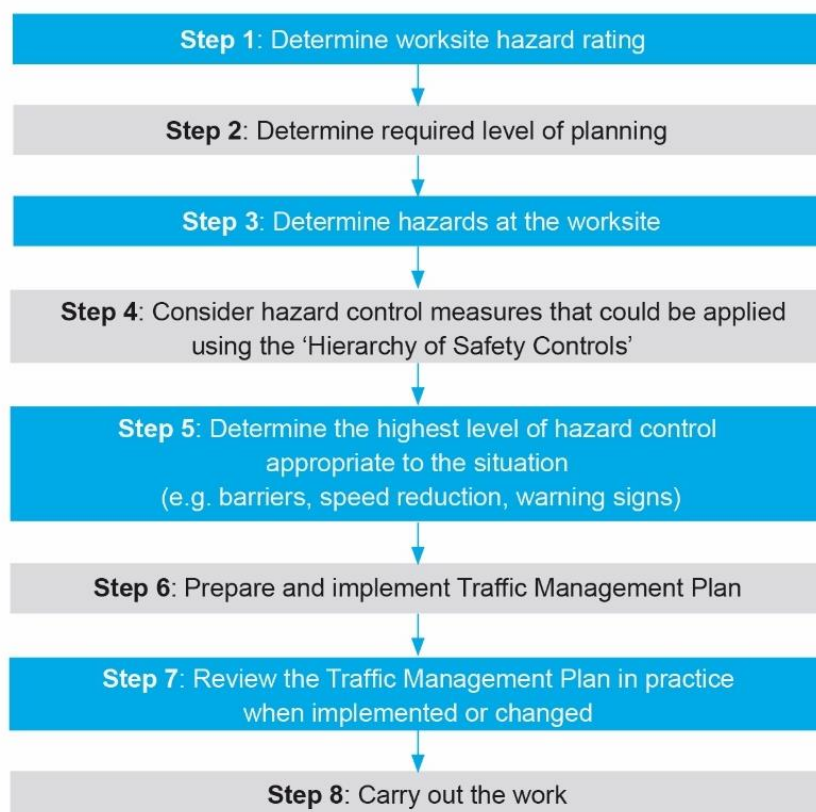 Step 1: Determine worksite hazard rating
Step 2: Determine required level of planning
Step 3: Determine hazards at the worksite
Step 4: Consider hazard control measures that could be applied
using the ‘Hierarchy of Safety Controls’
Step 5: Determine the highest level of hazard control
appropriate to the situation
(e.g. barriers, speed reduction, warning signs)
Step 6: Prepare and implement Traffic Management Plan
Step 7: Review the Traffic Management Plan in practice
when implemented or changed
Step 8: Carry out the work